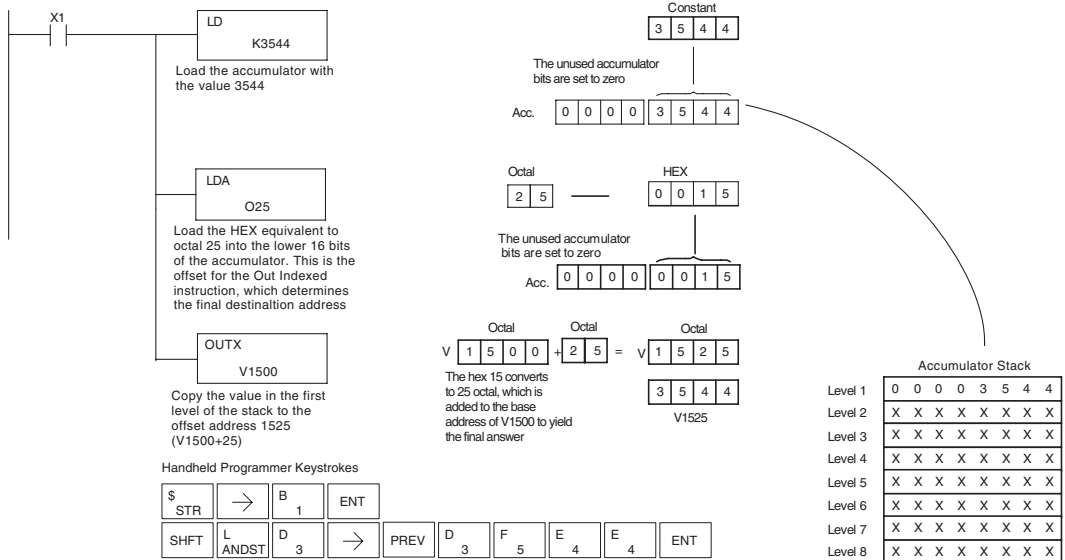 X1
LD
K3544
Load the accumulator with
the value 3544
LDA
O25
Load the HEX equivalent to
octal 25 into the lower 16 bits
of the accumulator. This is the
offset for the Out Indexed
instruction, which determines
the final destinaltion address
OUTX
V1500
Copy the value in the first
level of the stack to the
offset address 1525
(V1500+25)
Constant
3 5 4 4
The unused accumulator
bits are set to zero
Acc. 0 0 0 0 3 5 4 4
Octal HEX
2 5 0 0 1 5
The unused accumulator
bits are set to zero
Acc. 0 0 0 0 0 0 1 5
Octal Octal Octal
V 1 5 0 0 + 2 5 = V 1 5 2 5
The hex 15 converts
to 25 octal, which is
added to the base
address of V1500 to yield
the final answer
3 5 4 4
V1525
Accumulator Stack
Level 1 0 0 0 0 3 5 4 4
Level 2 X X X X X X X X
Level 3 X X X X X X X X
Level 4 X X X X X X X X
Level 5 X X X X X X X X
Level 6 X X X X X X X X
Level 7 X X X X X X X X
Level 8 X X X X X X X X
Handheld Programmer Keystrokes
$ STR → B 1 ENT
SHFT L ANDST D 3 → PREV D 3 F 5 E 4 E 4 ENT